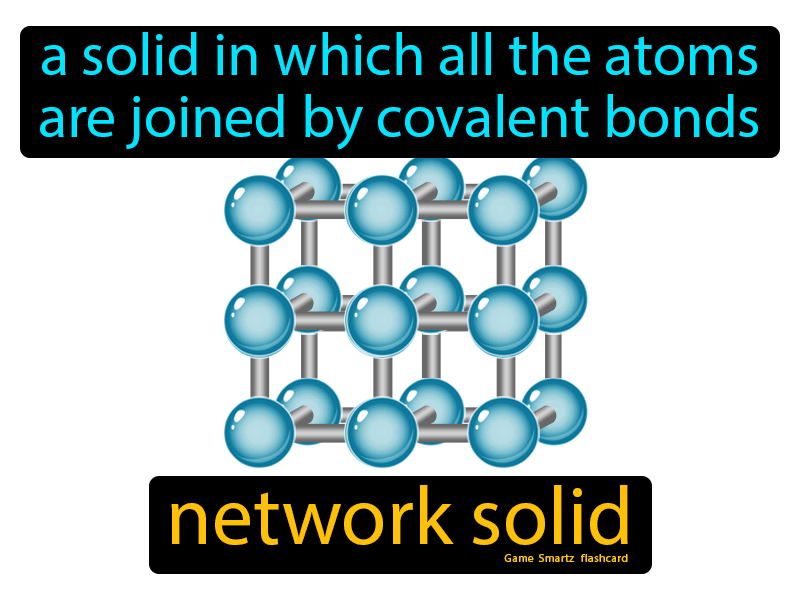 a solid in which all the atoms
are joined by covalent bonds
network solid
Game Smartz flashcard